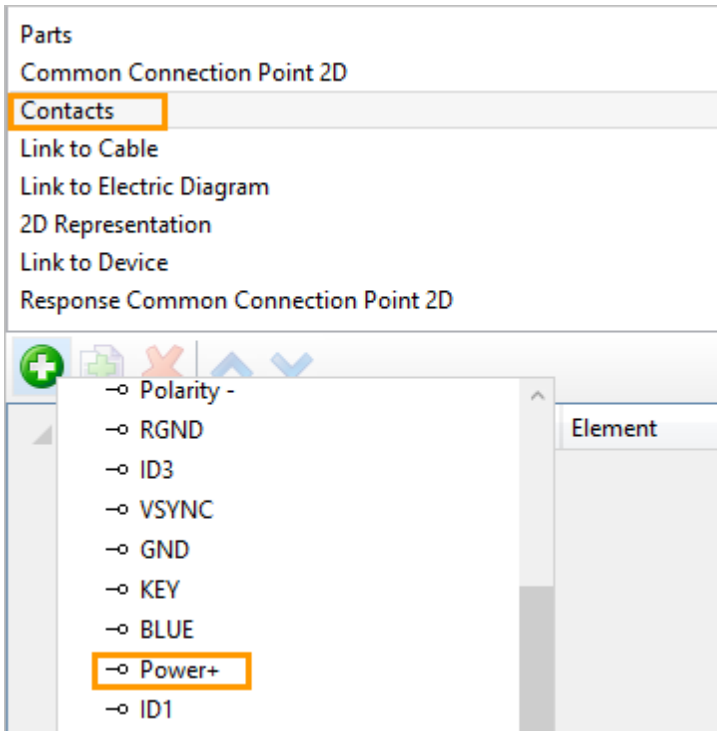 Parts
Common Connection Point 2D
Contacts
Link to Cable
Link to Electric Diagram
2D Representation
Link to Device
Response Common Connection Point 2D
Polarity -
RGND
Element
ID3
VSYNC
GND
KEY
BLUE
Power+
ID1